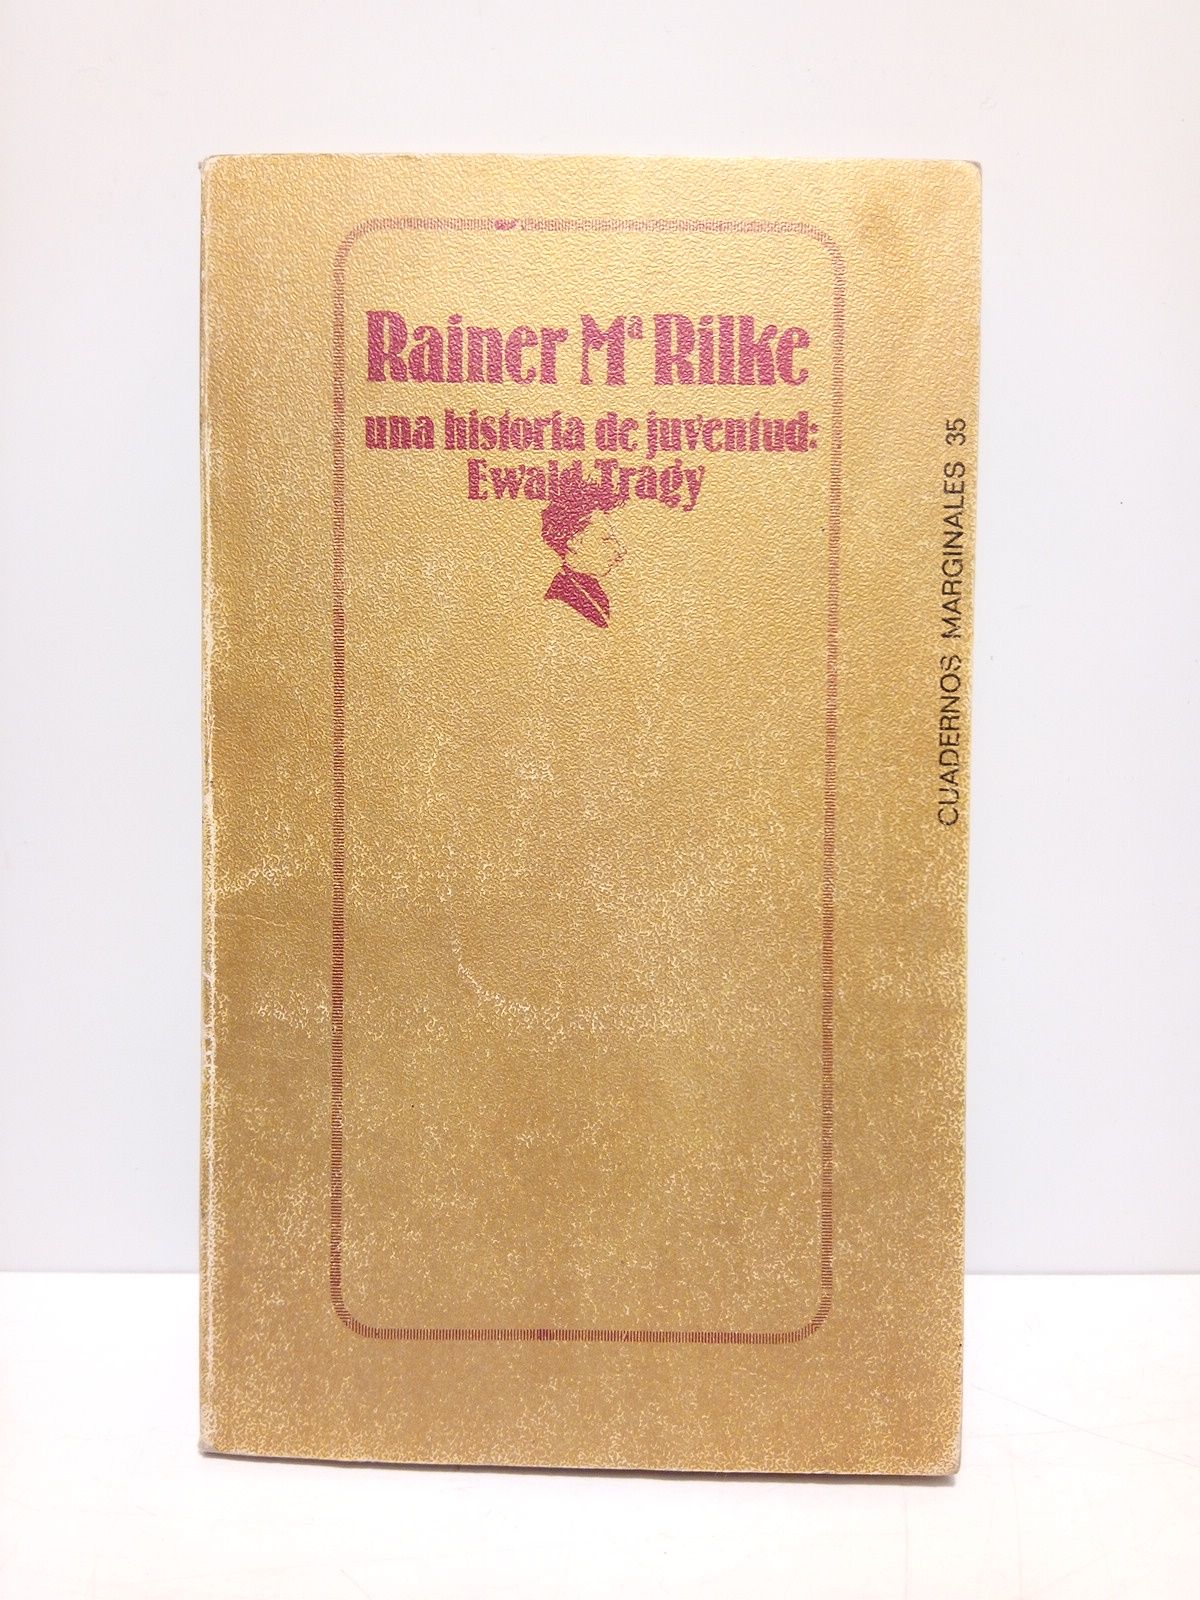 Rainer Mª Rilke
una historia de juventud:
Ewald Tragy
CUADERNOS MARGINALES 35